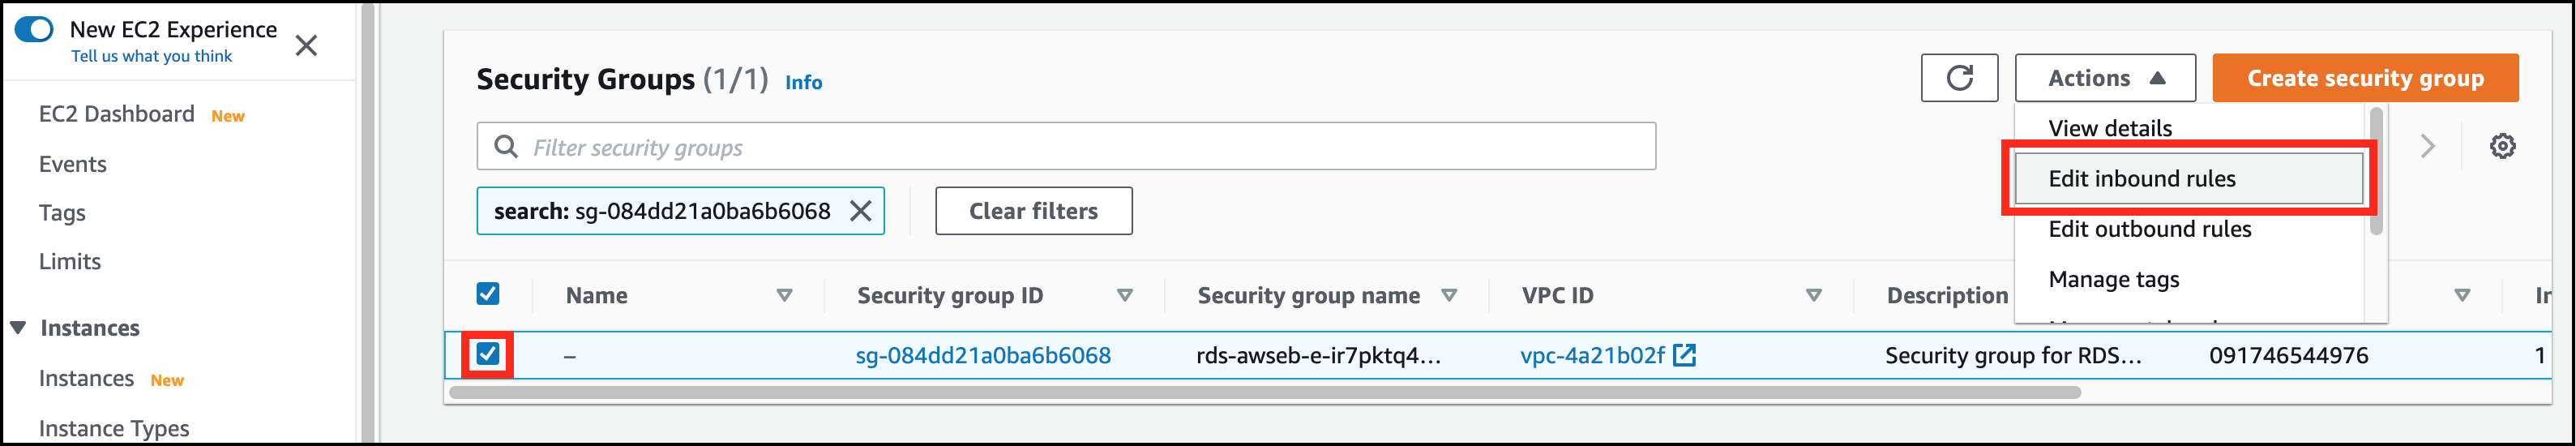 New EC2 Experience
Tell us what you think
EC2 Dashboard New
Events
Tags
Limits
Instances
Instances New
Instance Types
Security Groups (1/1) Info
Actions
Create security group
Filter security groups
search: sg-084dd21a0ba6b6068
Clear filters
View details
Edit inbound rules
Edit outbound rules
Manage tags
Name Security group ID Security group name VPC ID Description
– sg-084dd21a0ba6b6068 rds-awseb-e-ir7pktq4... vpc-4a21b02f Security group for RDS... 091746544976 1